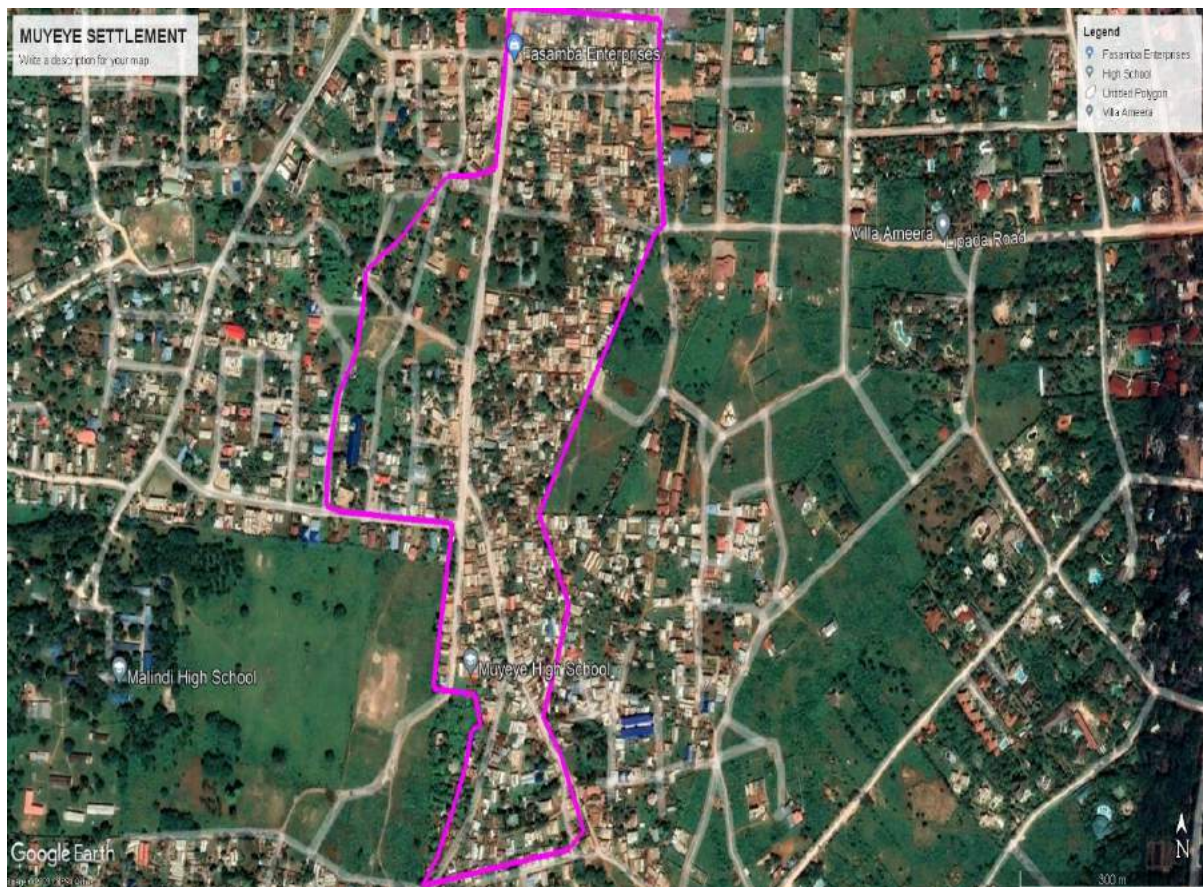 MUYEYE SETTLEMENT
Write a description for your map
Legend
Fasamba Enterprises
High School
Untitled Polygon
Villa Ameera
Fasamba Enterprises
Villa Ameera
Lipada Road
Malindi High School
Muyeye High School
Google Earth
N
300 m